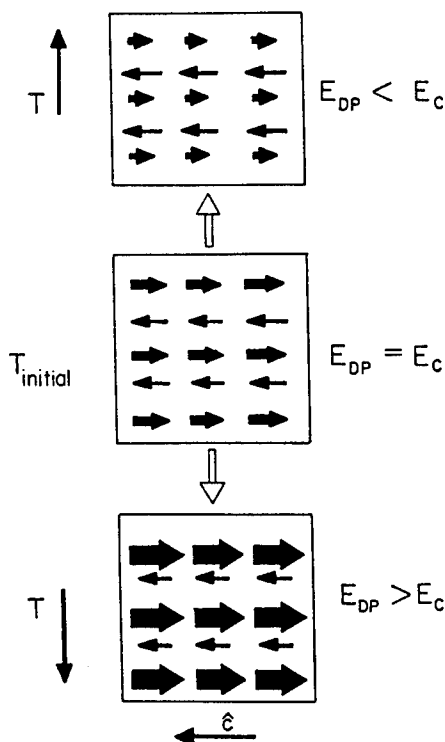 T
E_DP < E_C
T_initial
E_DP = E_C
T
E_DP > E_C
ĉ